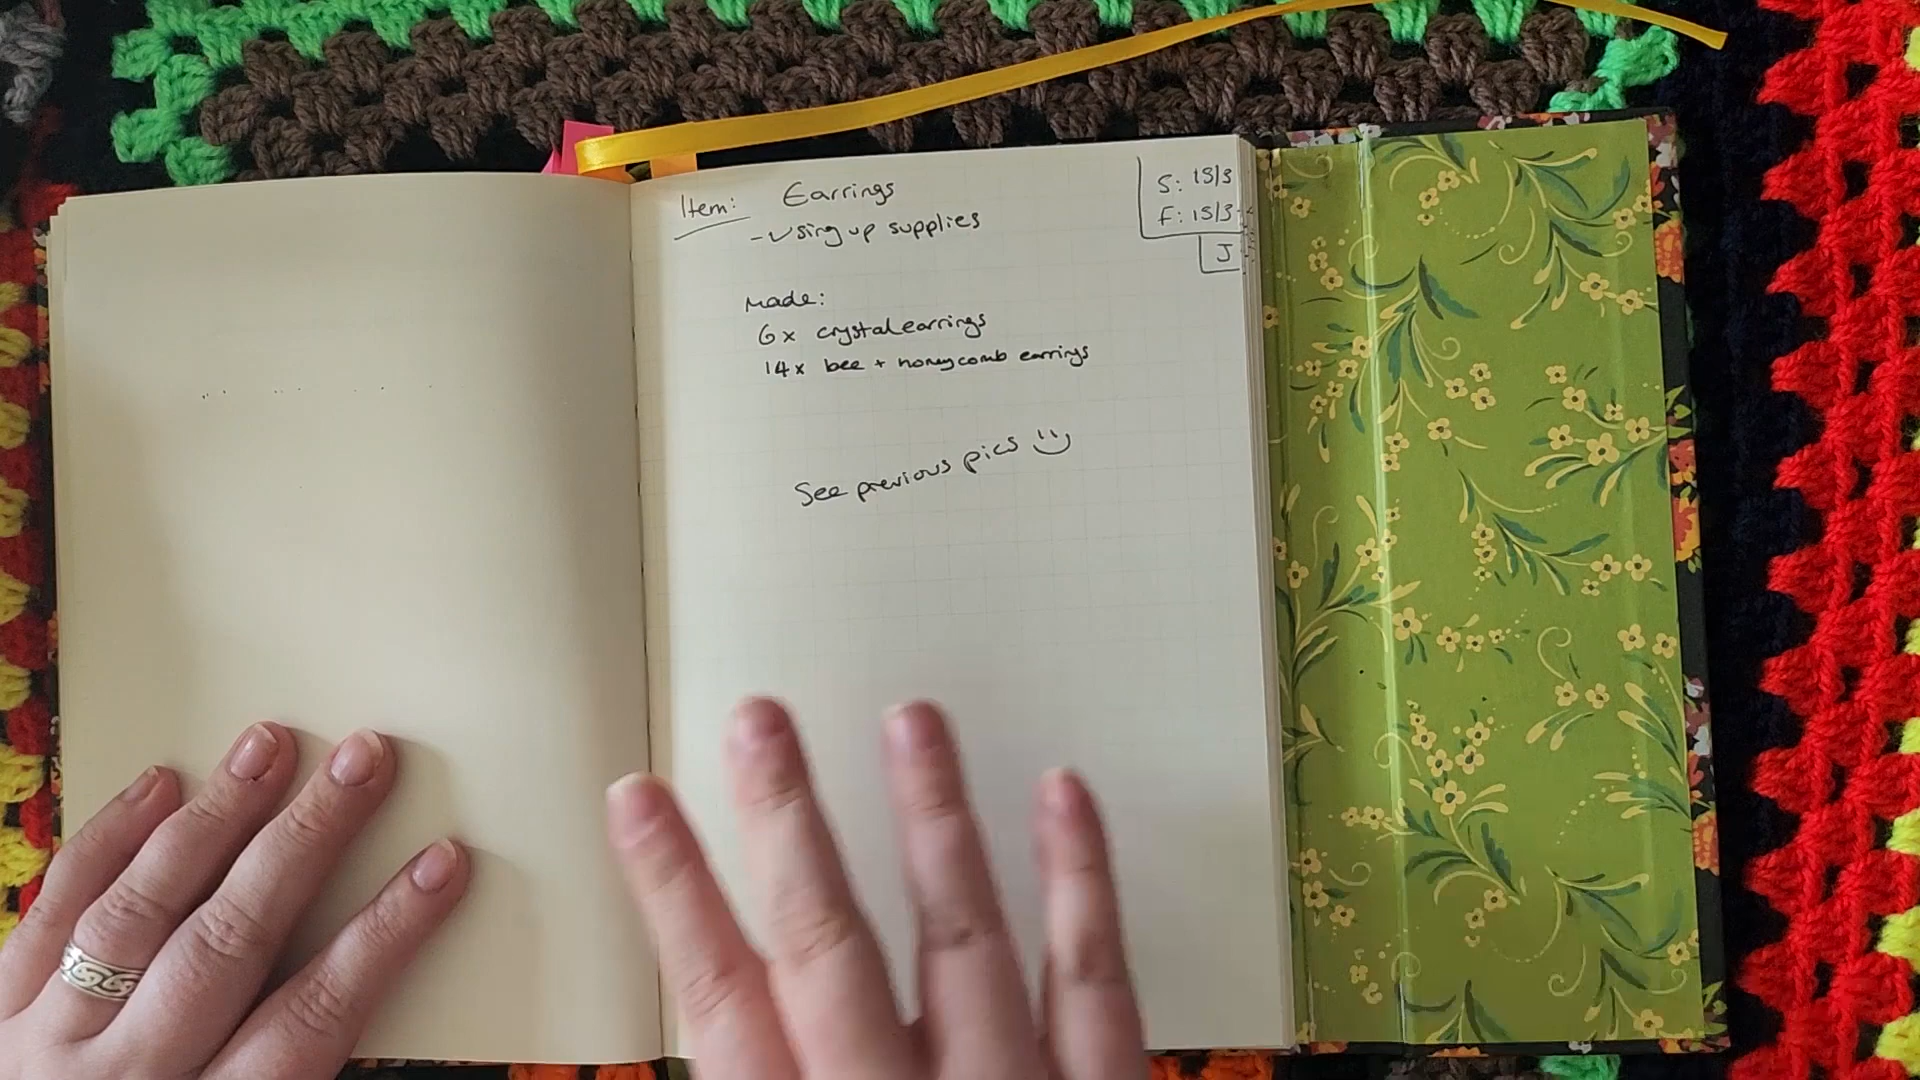 Item: Earrings
- Using up supplies
S: 15/3
F: 15/3
J
Made:
6x crystal earrings
14x bee + honeycomb earrings
See previous pics :)